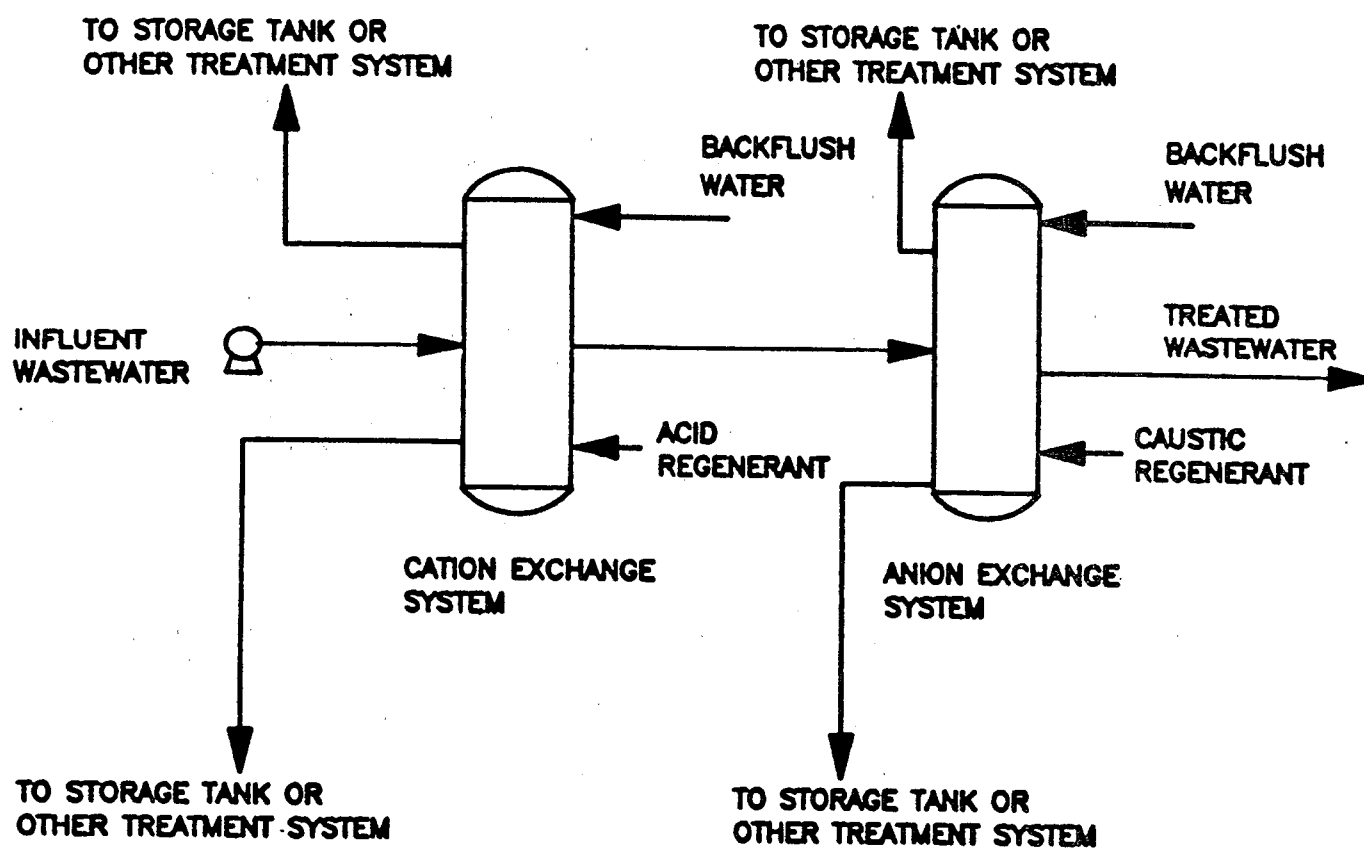 TO STORAGE TANK OR
OTHER TREATMENT SYSTEM
TO STORAGE TANK OR
OTHER TREATMENT SYSTEM
BACKFLUSH
WATER
BACKFLUSH
WATER
INFLUENT
WASTEWATER
TREATED
WASTEWATER
ACID
REGENERANT
CAUSTIC
REGENERANT
CATION EXCHANGE
SYSTEM
ANION EXCHANGE
SYSTEM
TO STORAGE TANK OR
OTHER TREATMENT SYSTEM
TO STORAGE TANK OR
OTHER TREATMENT SYSTEM